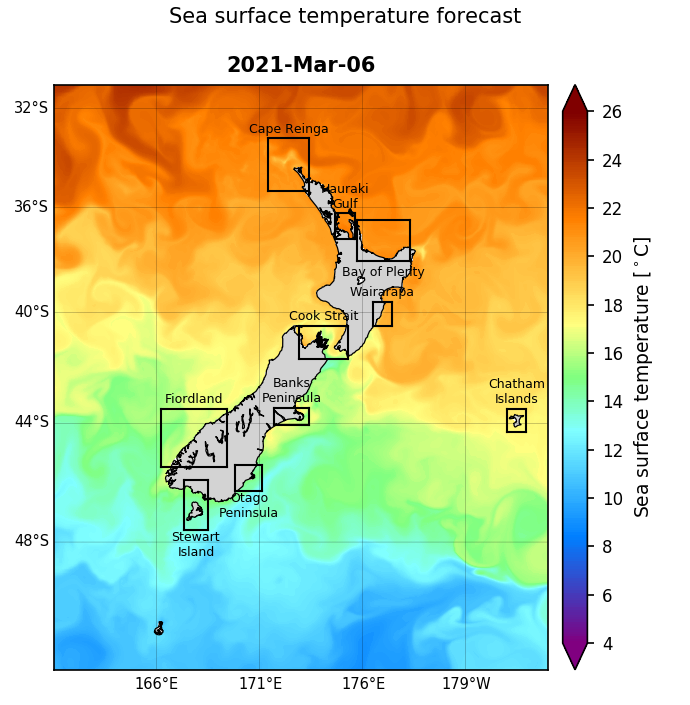 Sea surface temperature forecast
2021-Mar-06
32°S
36°S
40°S
44°S
48°S
166°E
171°E
176°E
179°W
Cape Reinga
Hauraki
Gulf
Bay of Plenty
Wairarapa
Cook Strait
Banks
Peninsula
Fiordland
Chatham
Islands
Otago
Peninsula
Stewart
Island
26
24
22
20
18
16
14
12
10
8
6
4
Sea surface temperature [°C]